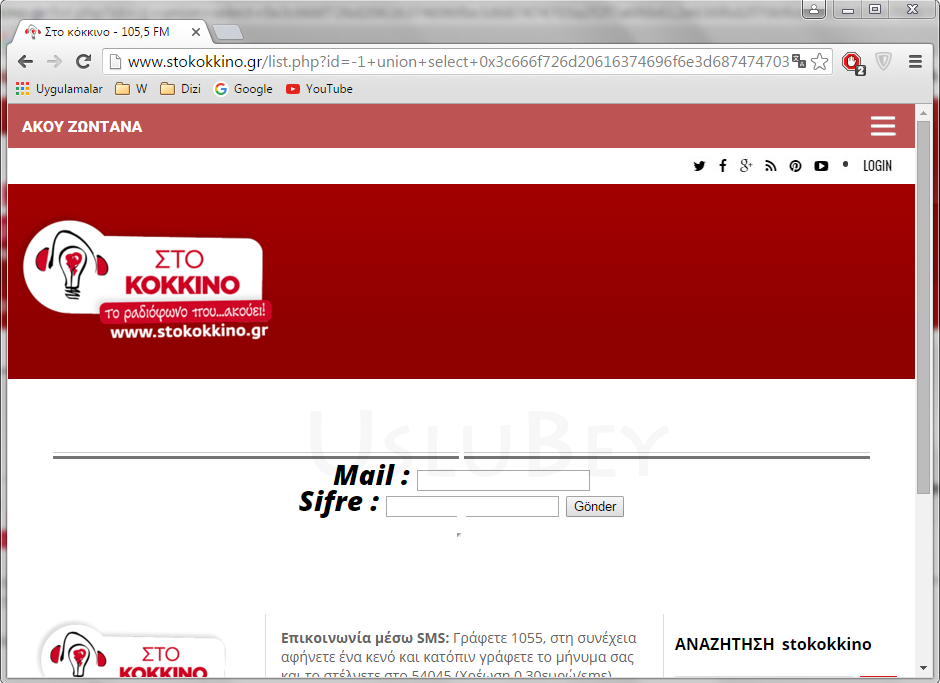 Στο κόκκινο - 105,5 FM
www.stokokkino.gr/list.php?id=-1+union+select+0x3c666f726d20616374696f6e3d687474703
2
Uygulamalar W Dizi Google YouTube
ΑΚΟΥ ΖΩΝΤΑΝΑ
LOGIN
ΣΤΟ
ΚΟΚΚΙΝΟ
το ραδιόφωνο που...ακούει!
www.stokokkino.gr
UsluBey
Mail :
Sifre :
Gönder
ΣΤΟ
ΚΟΚΚΙΝΟ
Επικοινωνία μέσω SMS: Γράφετε 1055, στη συνέχεια
αφήνετε ένα κενό και κατόπιν γράφετε το μήνυμα σας
και το στέλνετε στο 54045 (Χρέωση 0,30ευρώ/sms)
ΑΝΑΖΗΤΗΣΗ stokokkino